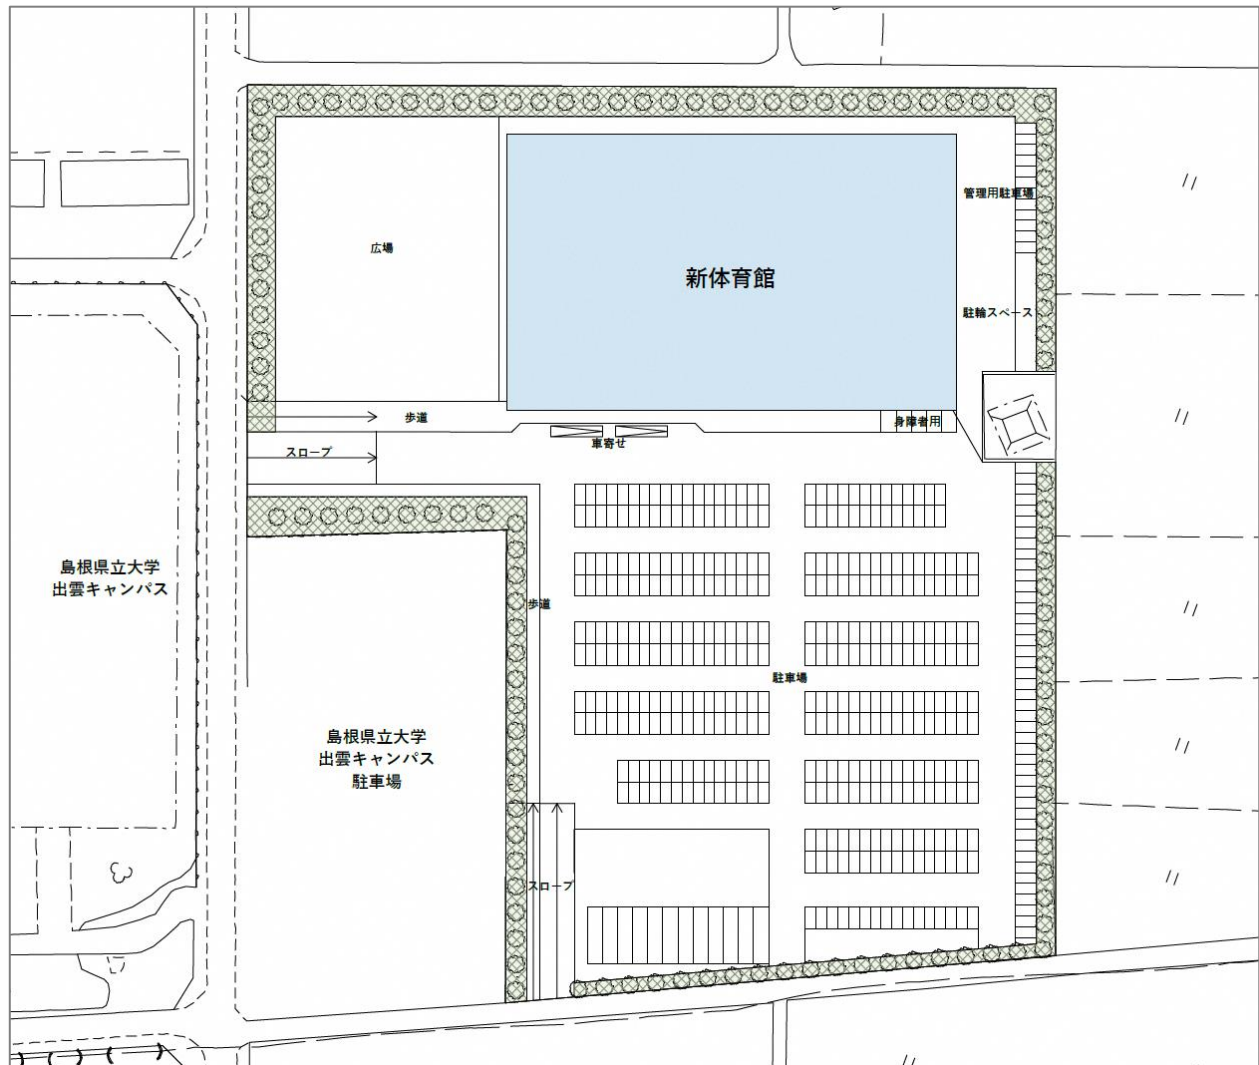 管理用駐車場
広場
新体育館
駐輪スペース
歩道
身障者用
車寄せ
スロープ
島根県立大学
出雲キャンパス
歩道
駐車場
島根県立大学
出雲キャンパス
駐車場
スロープ